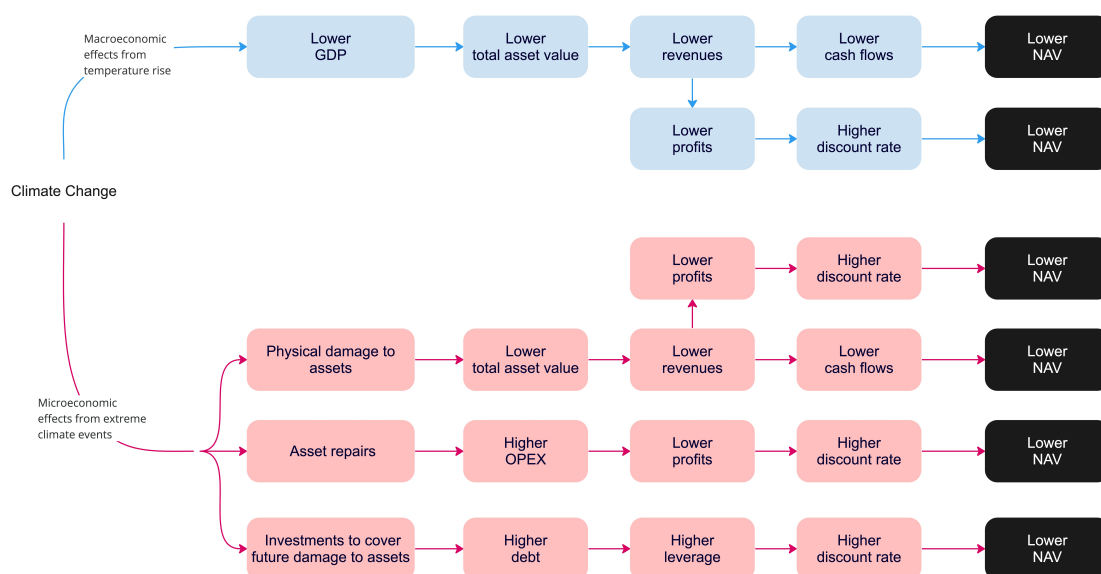 Macroeconomic
effects from
temperature rise
Lower
GDP
Lower
total asset value
Lower
revenues
Lower
cash flows
Lower
NAV
Lower
profits
Higher
discount rate
Lower
NAV
Climate Change
Lower
profits
Higher
discount rate
Lower
NAV
Physical damage to
assets
Lower
total asset value
Lower
revenues
Lower
cash flows
Lower
NAV
Microeconomic
effects from extreme
climate events
Asset repairs
Higher
OPEX
Lower
profits
Higher
discount rate
Lower
NAV
Investments to cover
future damage to assets
Higher
debt
Higher
leverage
Higher
discount rate
Lower
NAV